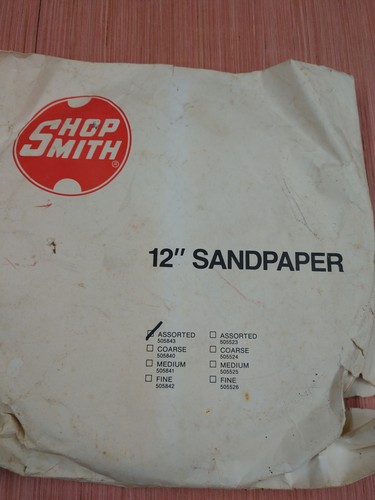 SHOP
SMITH®
12" SANDPAPER
ASSORTED
505843
COARSE
505840
MEDIUM
505841
FINE
505842
ASSORTED
505523
COARSE
505524
MEDIUM
505525
FINE
505526